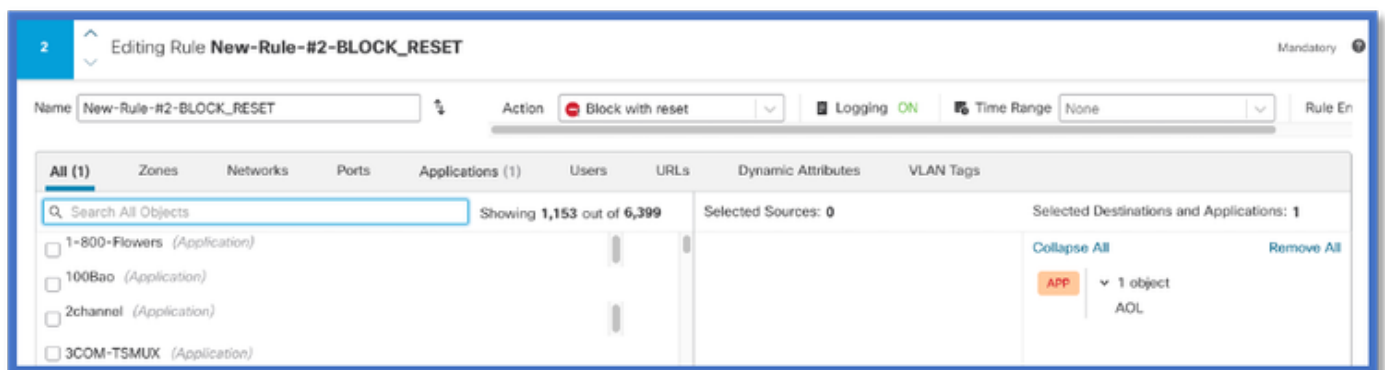 2 Editing Rule New-Rule-#2-BLOCK_RESET Mandatory ?
Name New-Rule-#2-BLOCK_RESET Action Block with reset Logging ON Time Range None Rule En
All (1) Zones Networks Ports Applications (1) Users URLs Dynamic Attributes VLAN Tags
Search All Objects Showing 1,153 out of 6,399 Selected Sources: 0 Selected Destinations and Applications: 1
1-800-Flowers (Application) Collapse All Remove All
100Bao (Application) APP 1 object
2channel (Application) AOL
3COM-TSMUX (Application)